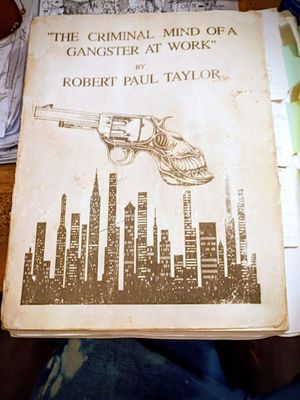 "THE CRIMINAL MIND OF A
GANGSTER AT WORK"
BY
ROBERT PAUL TAYLOR